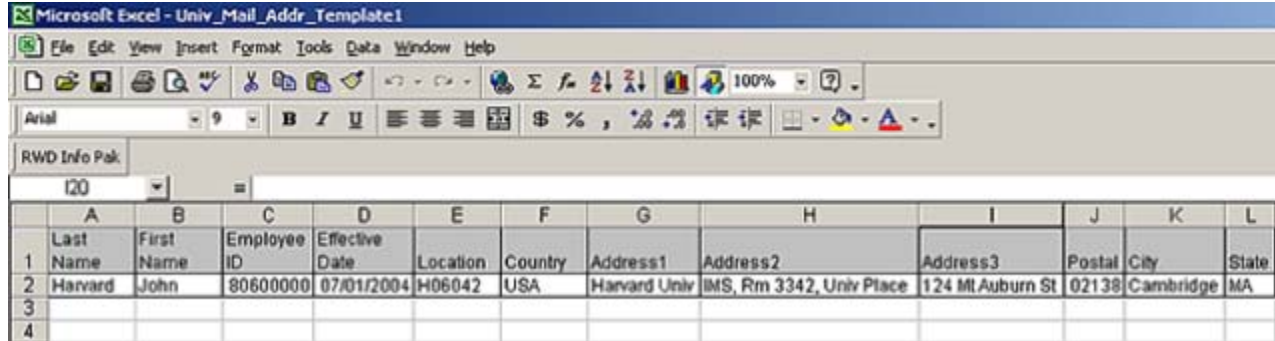 Microsoft Excel - Univ_Mail_Addr_Template1
File Edit View Insert Format Tools Data Window Help
100%
Arial 9 B I U $ % ,
RWD Info Pak
I20 =
A B C D E F G H I J K L
1 Last Name First Name Employee ID Effective Date Location Country Address1 Address2 Address3 Postal City State
2 Harvard John 80600000 07/01/2004 H06042 USA Harvard Univ IMS, Rm 3342, Univ Place 124 Mt Auburn St 02138 Cambridge MA
3
4